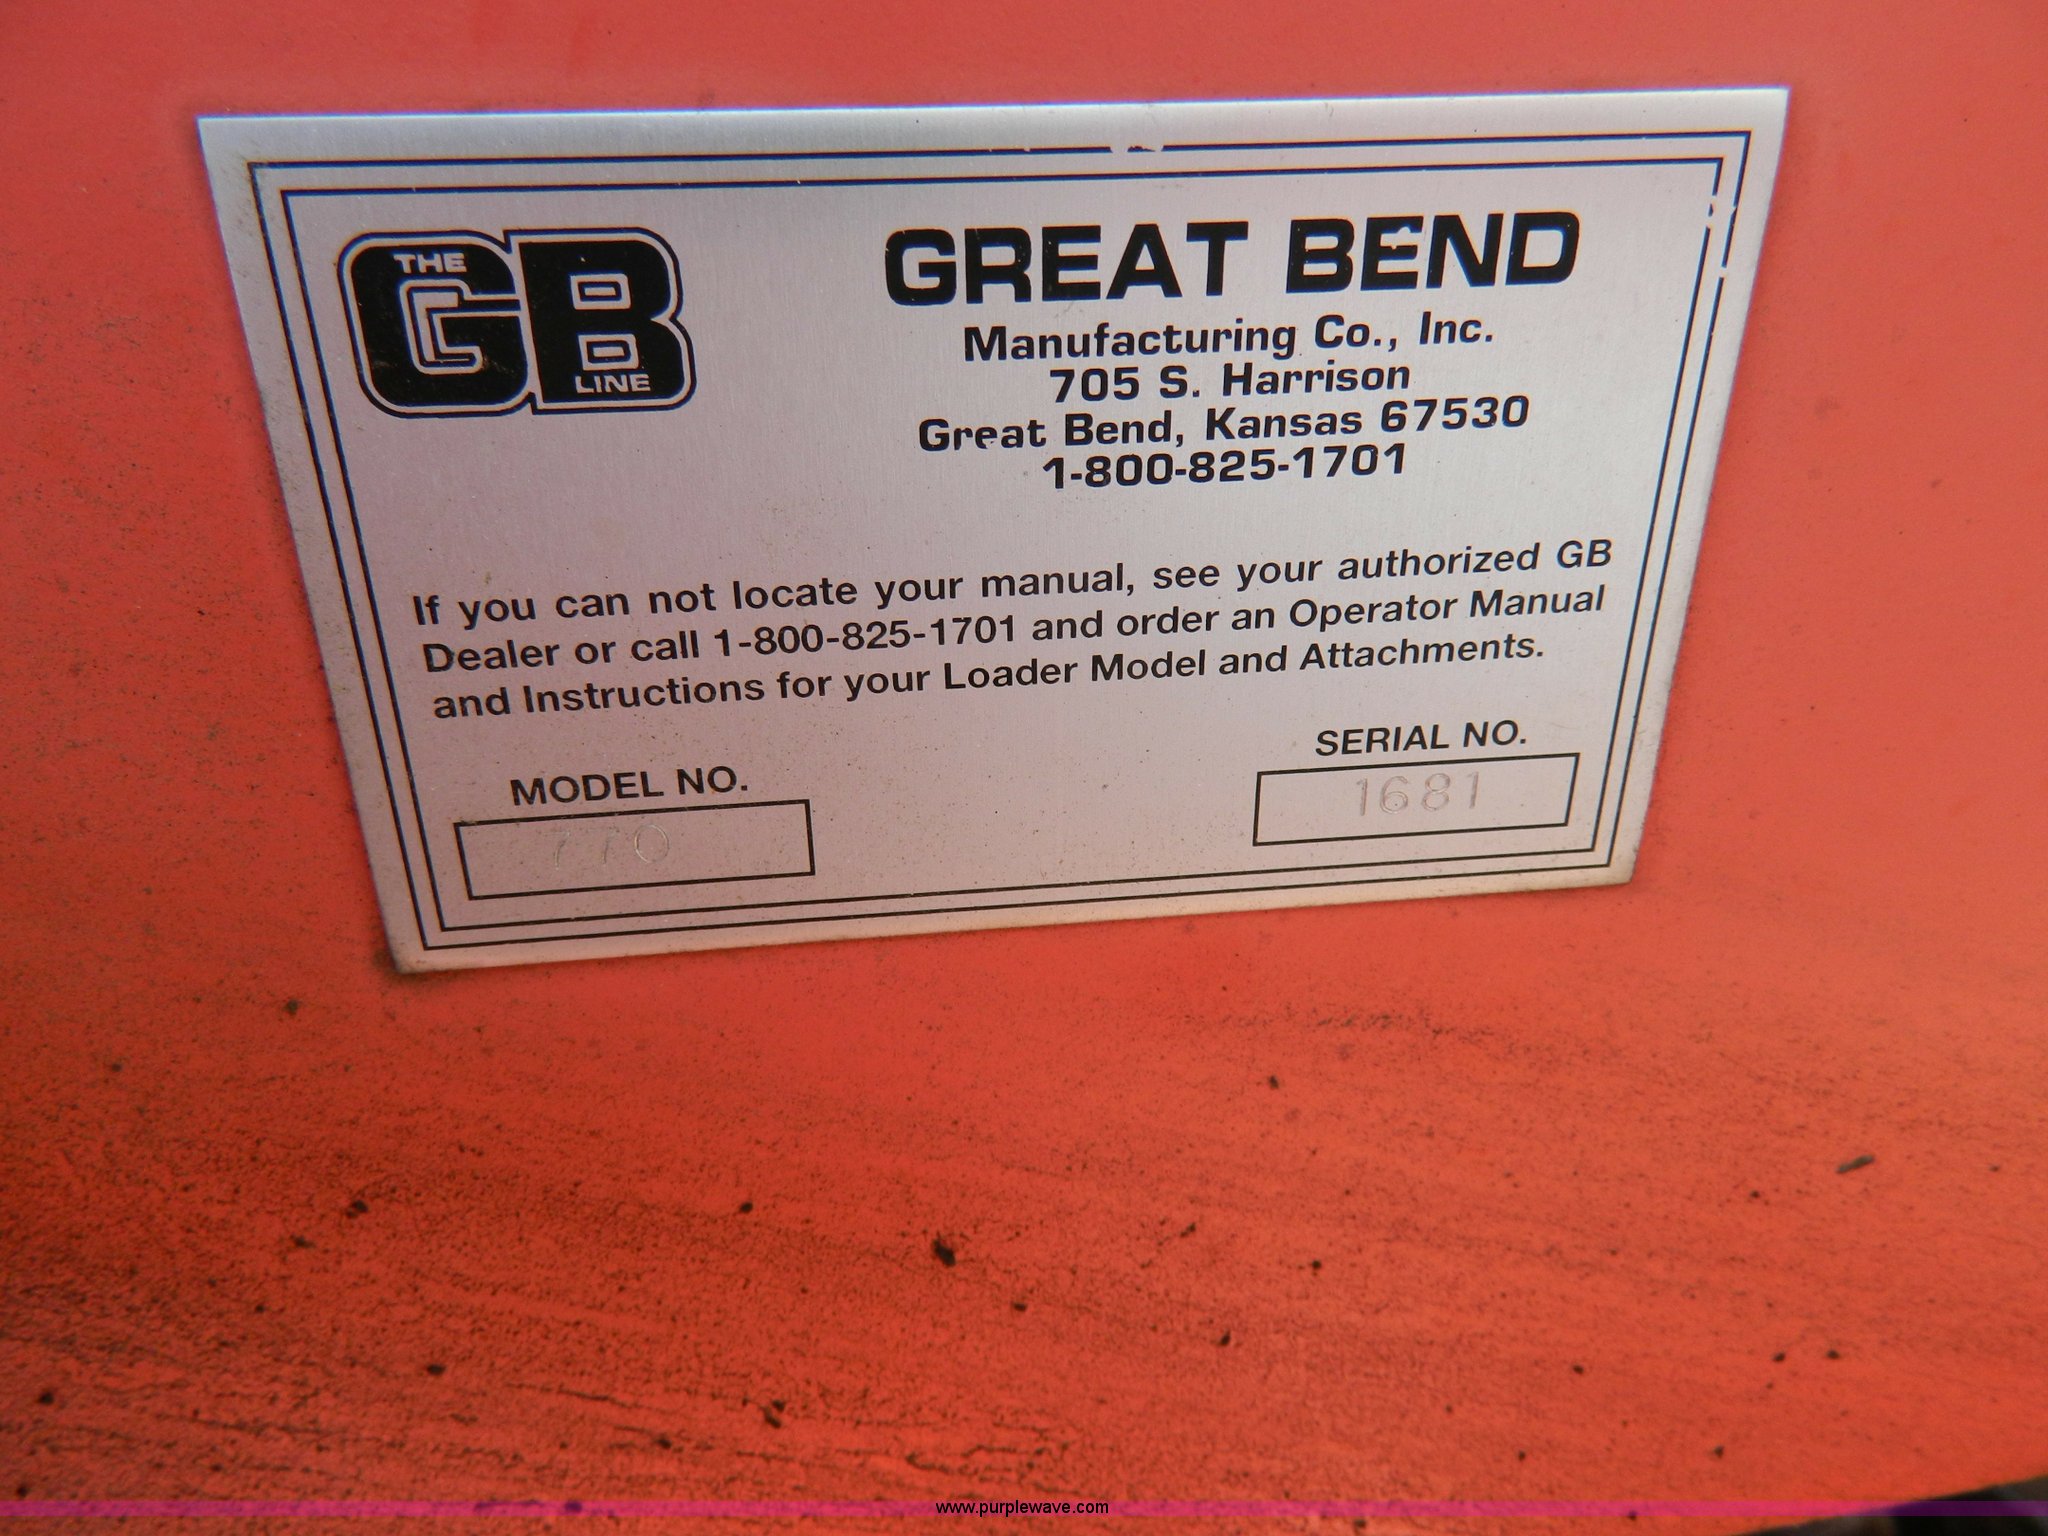 THE
GB
LINE
GREAT BEND
Manufacturing Co., Inc.
705 S. Harrison
Great Bend, Kansas 67530
1-800-825-1701
If you can not locate your manual, see your authorized GB
Dealer or call 1-800-825-1701 and order an Operator Manual
and Instructions for your Loader Model and Attachments.
MODEL NO.
770
SERIAL NO.
1681
www.purplewave.com